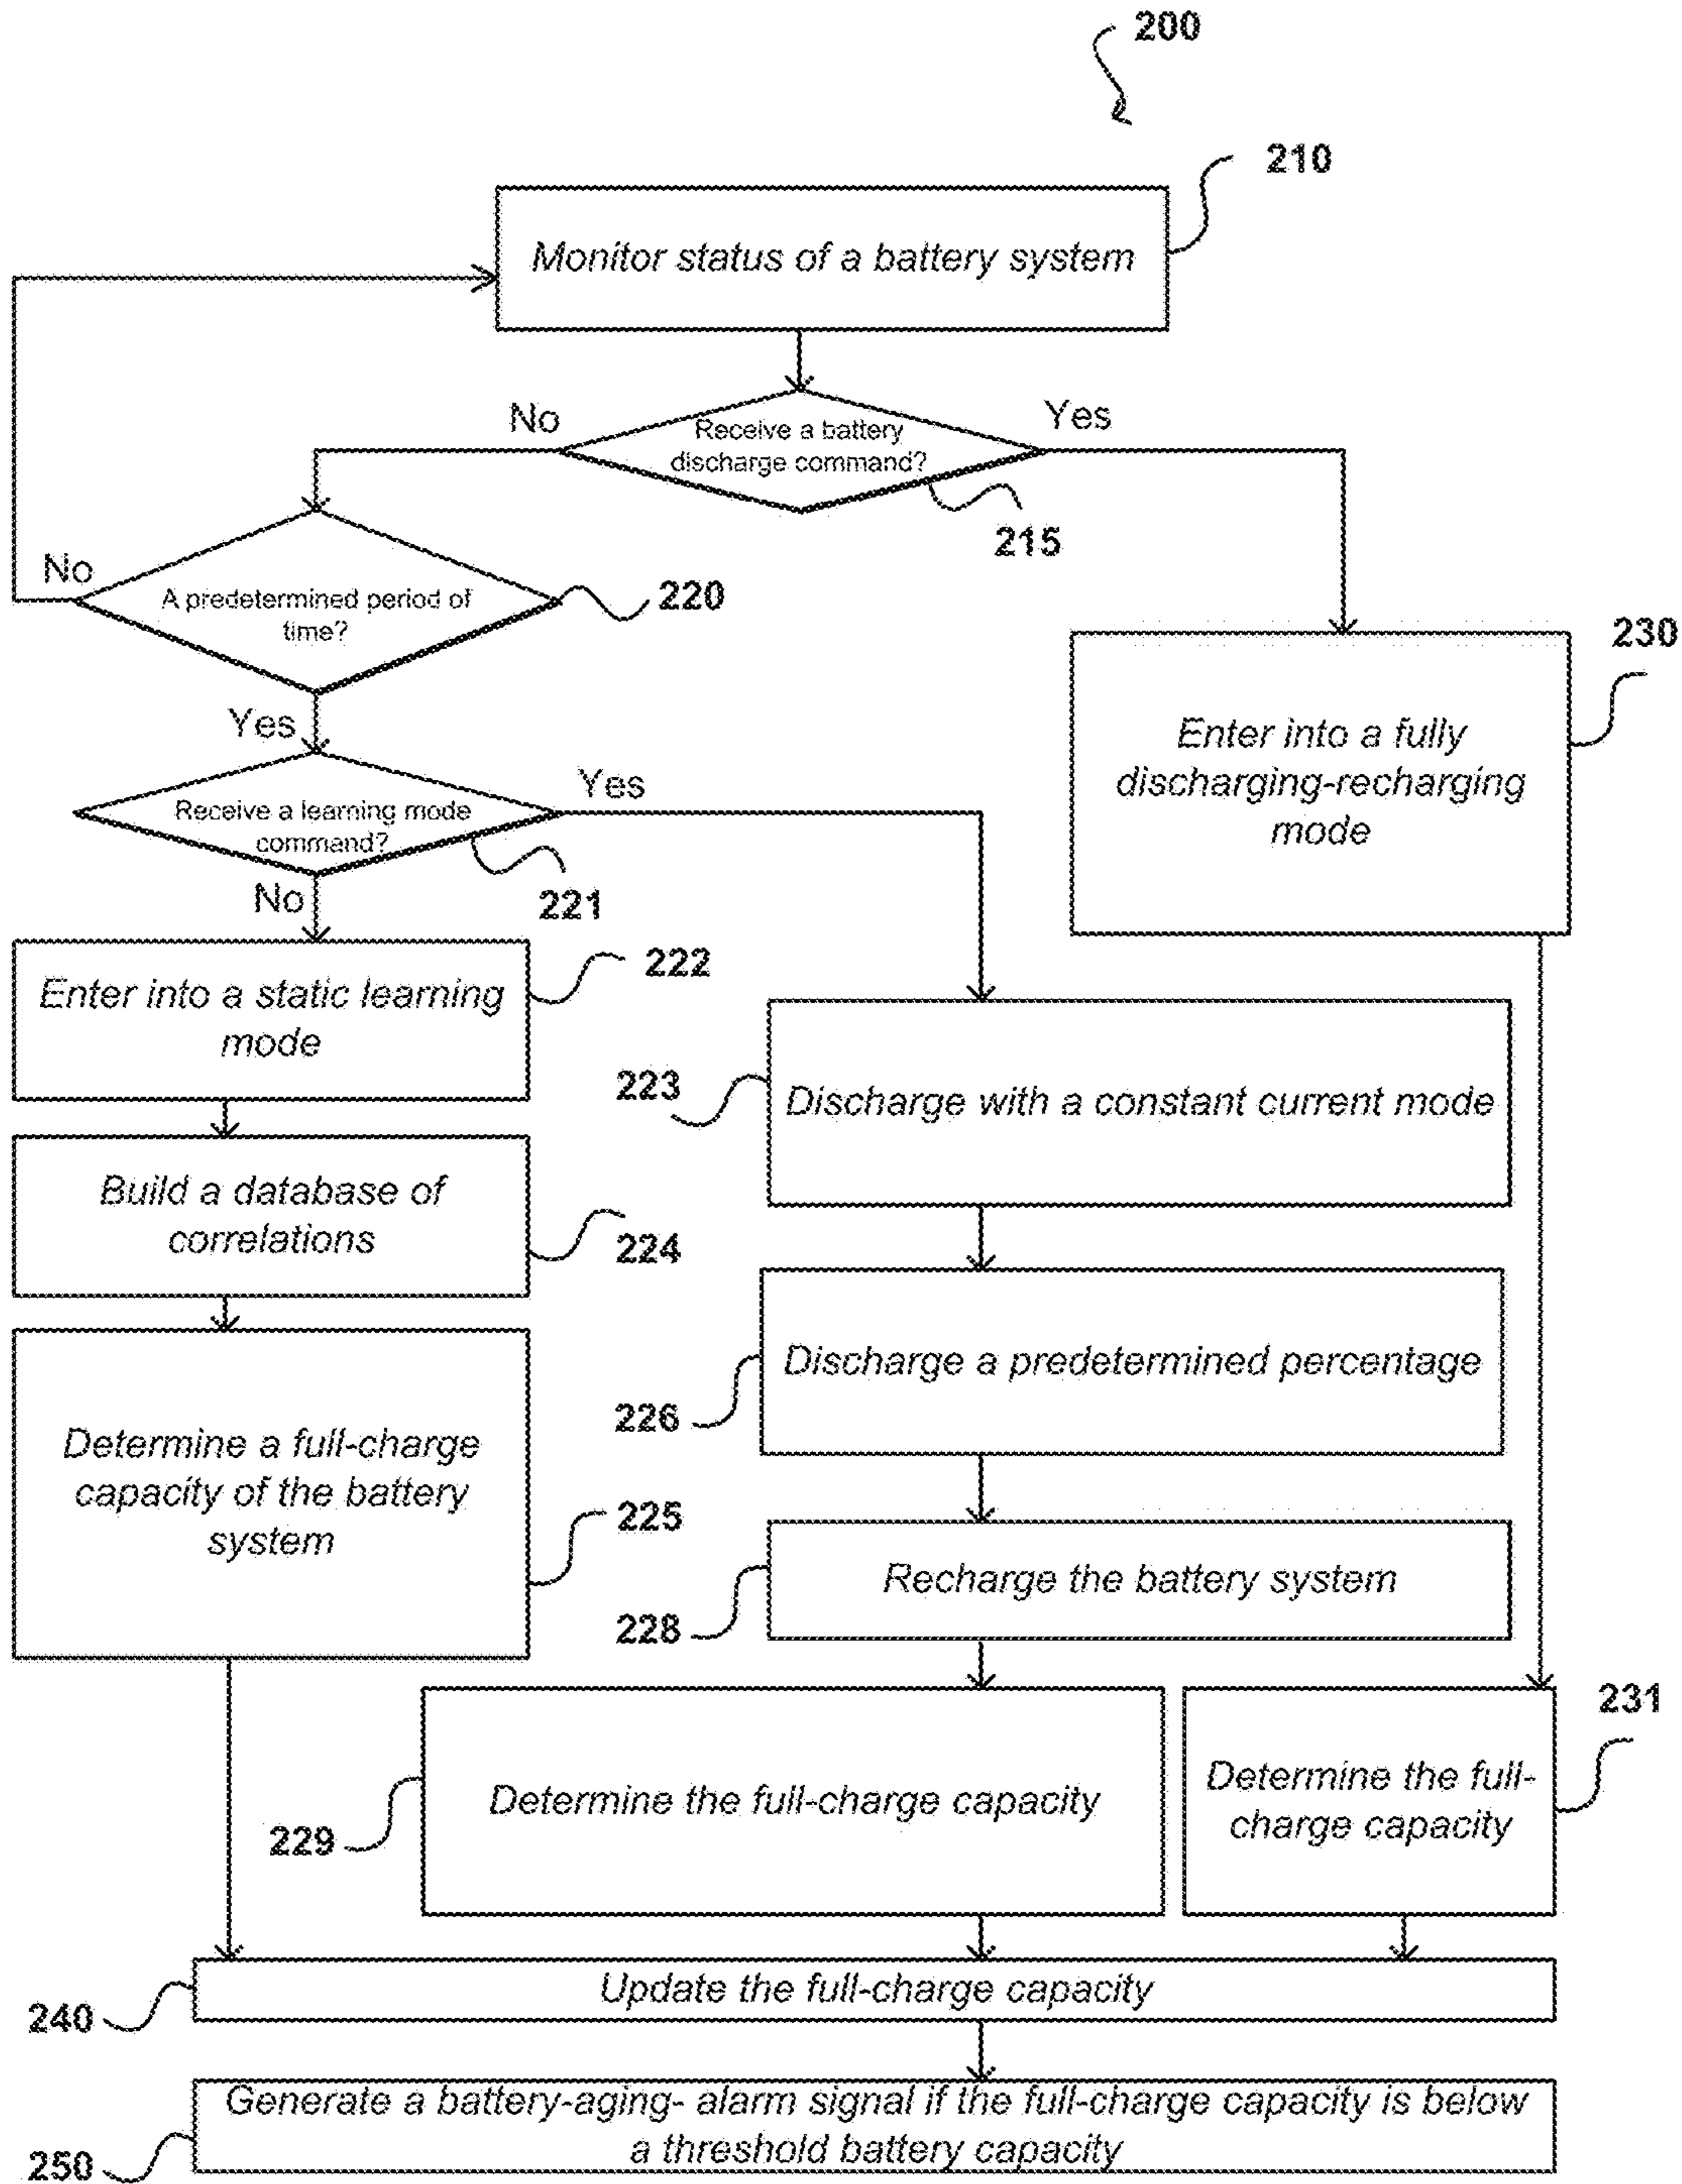 200
210
Monitor status of a battery system
No
Yes
Receive a battery
discharge command?
215
No
A predetermined period of
time?
220
230
Enter into a fully
discharging-recharging
mode
Yes
Receive a learning mode
command?
Yes
221
No
222
Enter into a static learning
mode
223
Discharge with a constant current mode
Build a database of
correlations
224
Discharge a predetermined percentage
226
Determine a full-charge
capacity of the battery
system
225
Recharge the battery system
228
231
Determine the full-charge capacity
229
Determine the full-
charge capacity
Update the full-charge capacity
240
Generate a battery-aging- alarm signal if the full-charge capacity is below
a threshold battery capacity
250